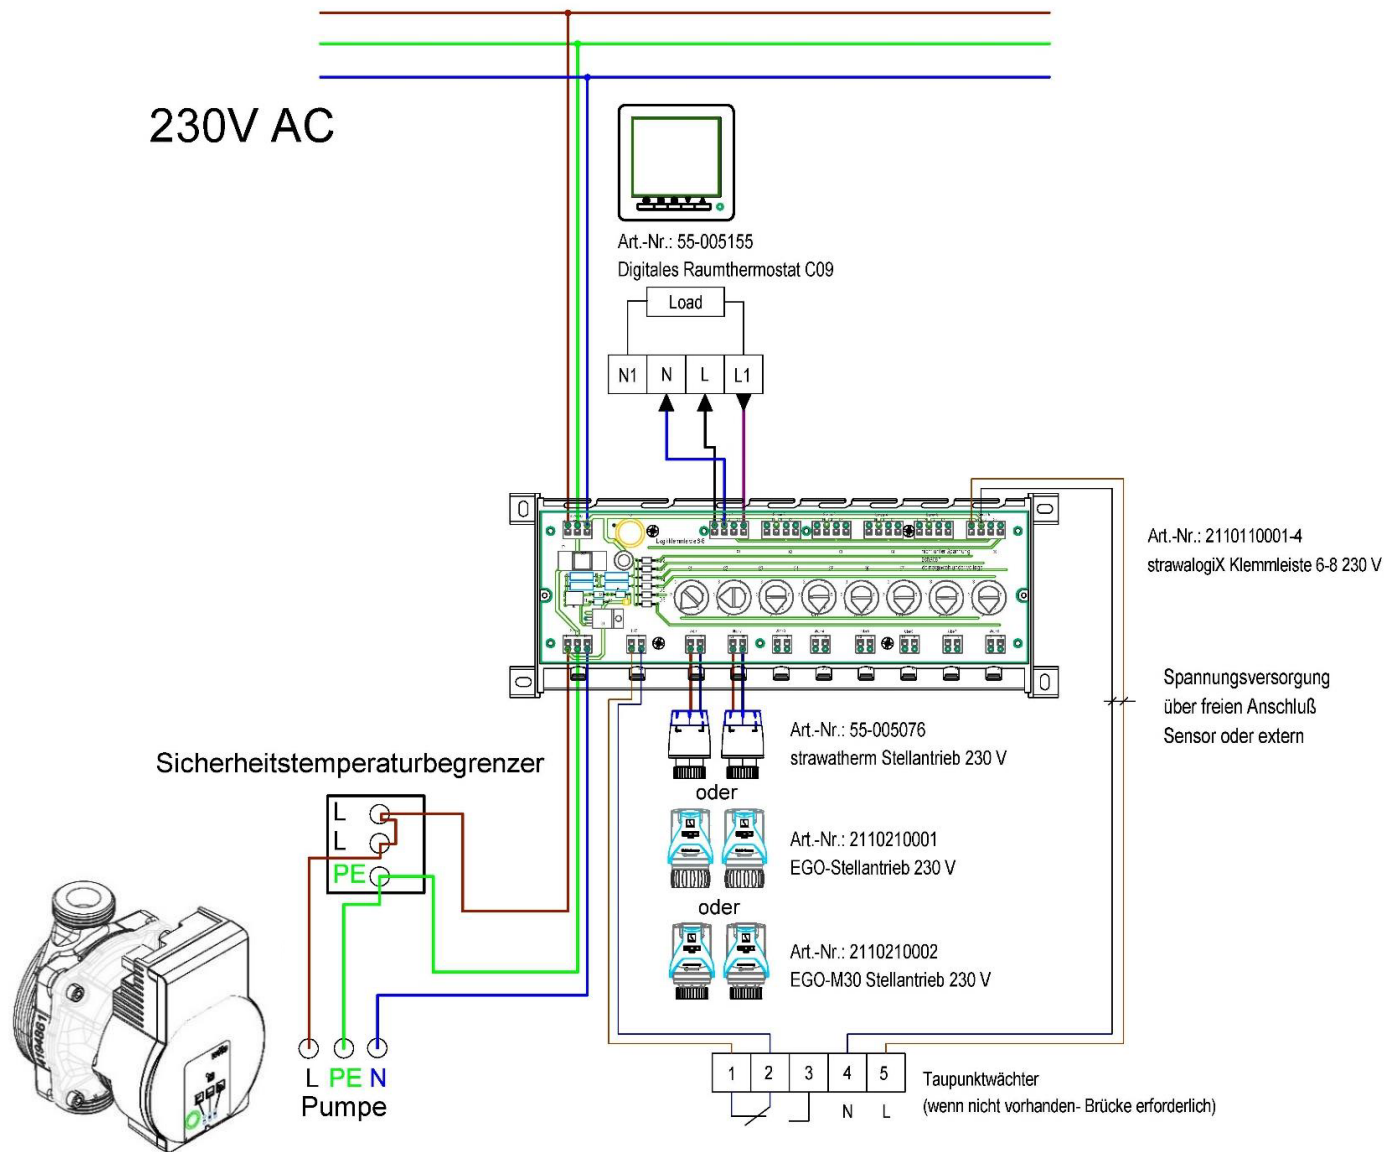 230V AC
Art.-Nr.: 55-005155
Digitales Raumthermostat C09
Load
N1 N L L1
Art.-Nr.: 2110110001-4
strawalogiX Klemmleiste 6-8 230 V
Spannungsversorgung
über freien Anschluß
Sensor oder extern
Art.-Nr.: 55-005076
strawatherm Stellantrieb 230 V
oder
Art.-Nr.: 2110210001
EGO-Stellantrieb 230 V
oder
Art.-Nr.: 2110210002
EGO-M30 Stellantrieb 230 V
Sicherheitstemperaturbegrenzer
L
L
PE
L PE N
Pumpe
1 2 3 4 5
N L
Taupunktwächter
(wenn nicht vorhanden- Brücke erforderlich)